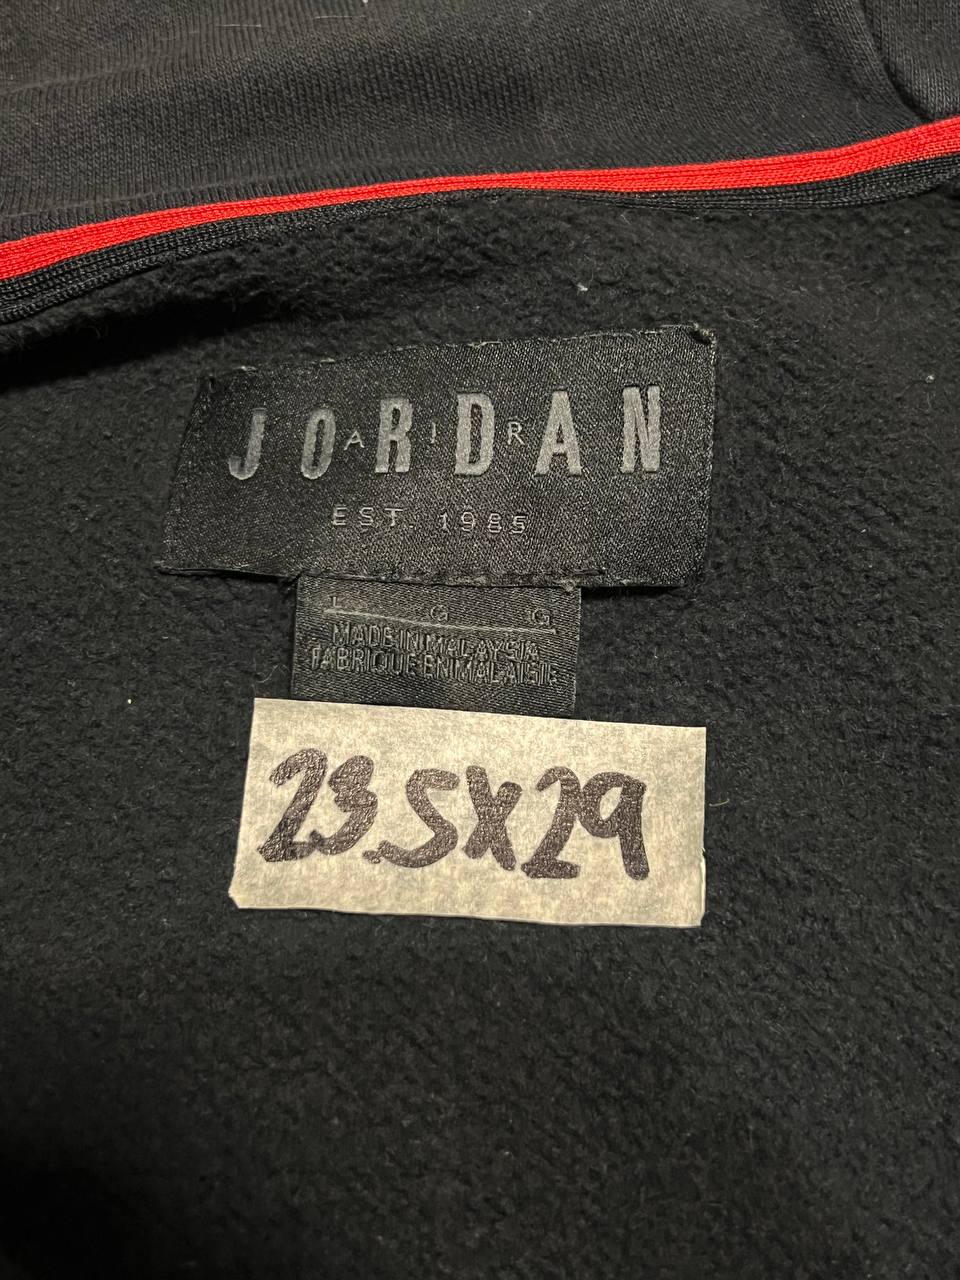 JORDAN
AIR
EST. 1985
L G G
MADE IN MALAYSIA
FABRIQUE EN MALAISIE
23.5X29